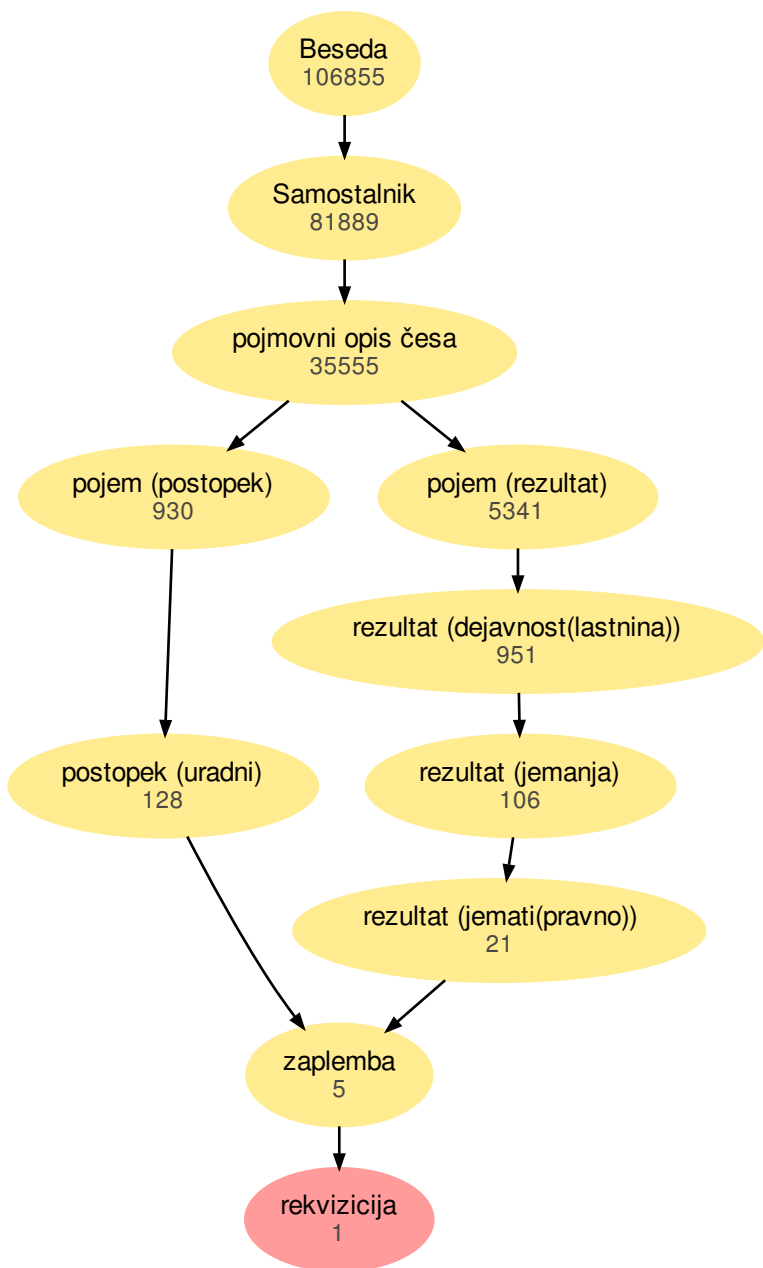 Beseda
106855
Samostalnik
81889
pojmovni opis česa
35555
pojem (postopek)
930
pojem (rezultat)
5341
rezultat (dejavnost(lastnina))
951
postopek (uradni)
128
rezultat (jemanja)
106
rezultat (jemati(pravno))
21
zaplemba
5
rekvizicija
1